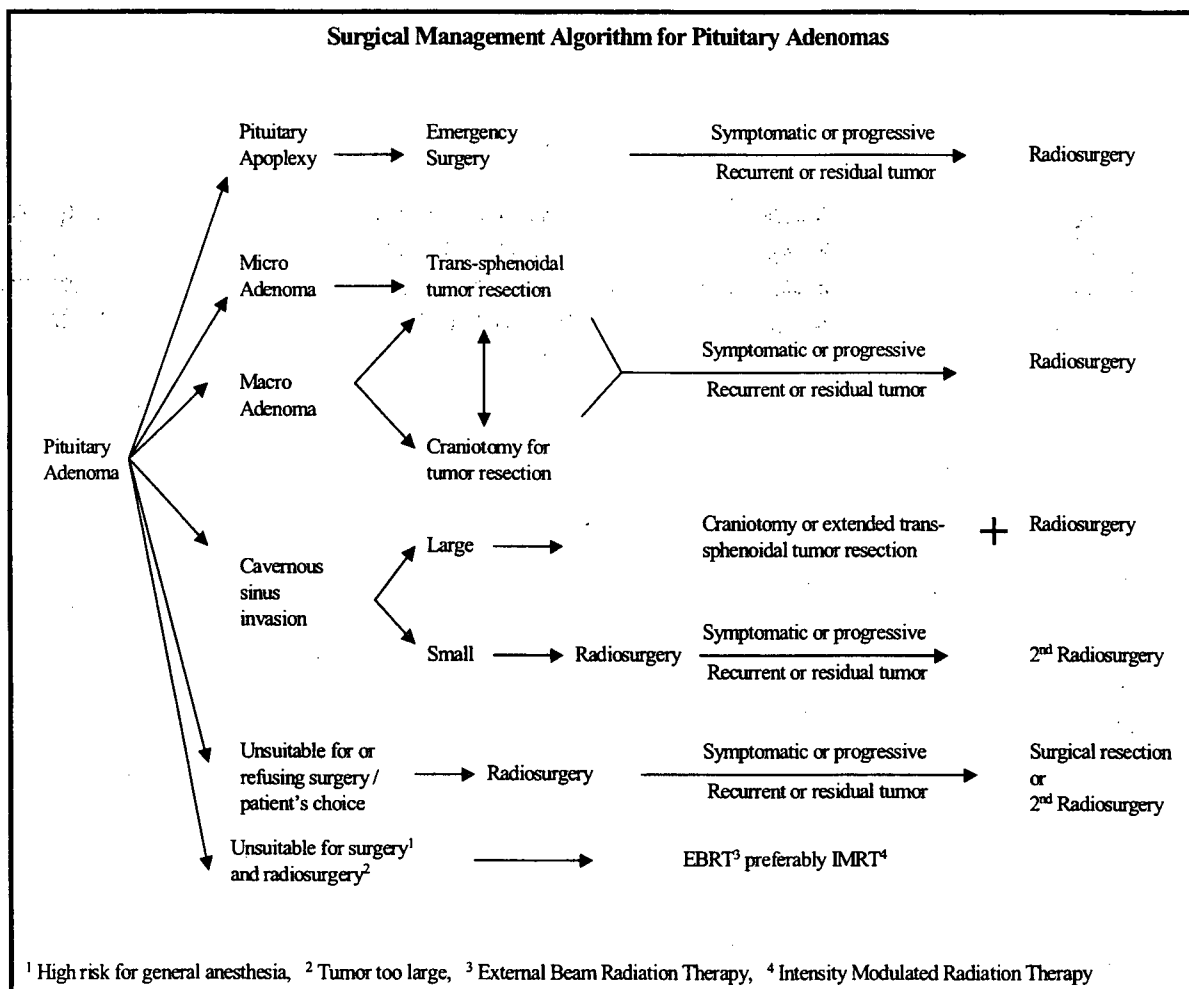 Surgical Management Algorithm for Pituitary Adenomas
Pituitary
Apoplexy
Emergency
Surgery
Symptomatic or progressive
Recurrent or residual tumor
Radiosurgery
Micro
Adenoma
Trans-sphenoidal
tumor resection
Macro
Adenoma
Craniotomy for
tumor resection
Symptomatic or progressive
Recurrent or residual tumor
Radiosurgery
Pituitary
Adenoma
Cavernous
sinus
invasion
Large
Craniotomy or extended trans-
sphenoidal tumor resection
+
Radiosurgery
Small
Radiosurgery
Symptomatic or progressive
Recurrent or residual tumor
2nd Radiosurgery
Unsuitable for or
refusing surgery /
patient's choice
Radiosurgery
Symptomatic or progressive
Recurrent or residual tumor
Surgical resection
or
2nd Radiosurgery
Unsuitable for surgery¹
and radiosurgery²
EBRT³ preferably IMRT⁴
¹ High risk for general anesthesia, ² Tumor too large, ³ External Beam Radiation Therapy, ⁴ Intensity Modulated Radiation Therapy